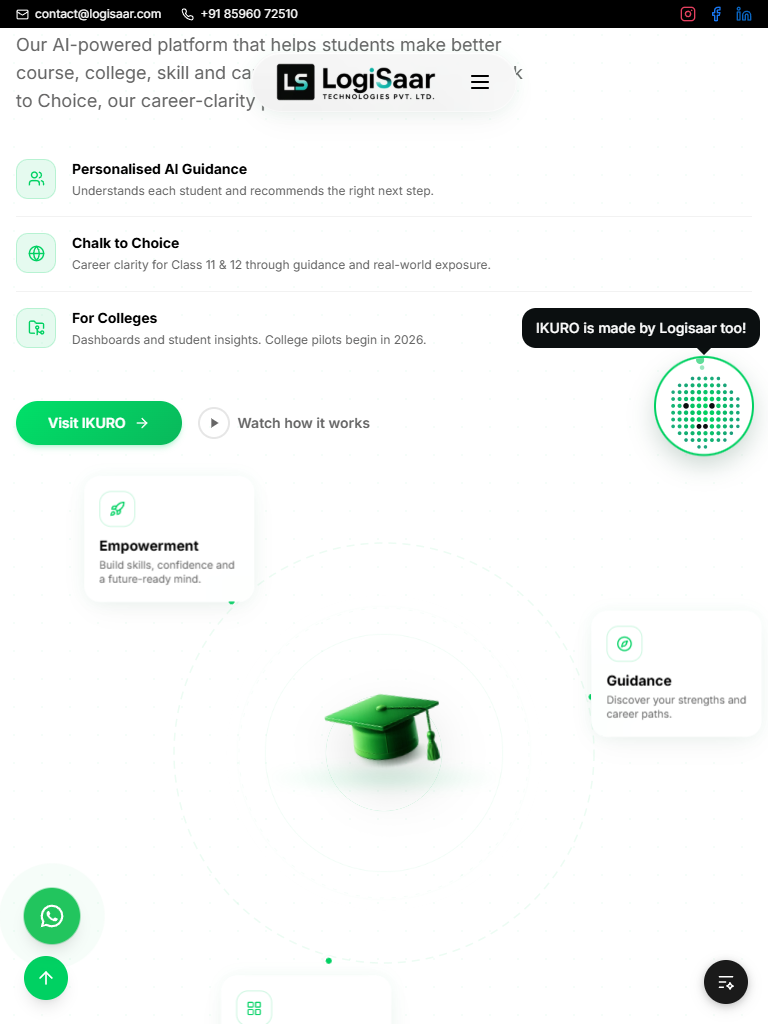 contact@logisaar.com +91 85960 72510
Our AI-powered platform that helps students make better
course, college, skill and
to Choice, our career-clarity
LS LogiSaar
TECHNOLOGIES PVT. LTD.
Personalised AI Guidance
Understands each student and recommends the right next step.
Chalk to Choice
Career clarity for Class 11 & 12 through guidance and real-world exposure.
For Colleges
Dashboards and student insights. College pilots begin in 2026.
IKURO is made by Logisaar too!
Visit IKURO
Watch how it works
Empowerment
Build skills, confidence and
a future-ready mind.
Guidance
Discover your strengths and
career paths.